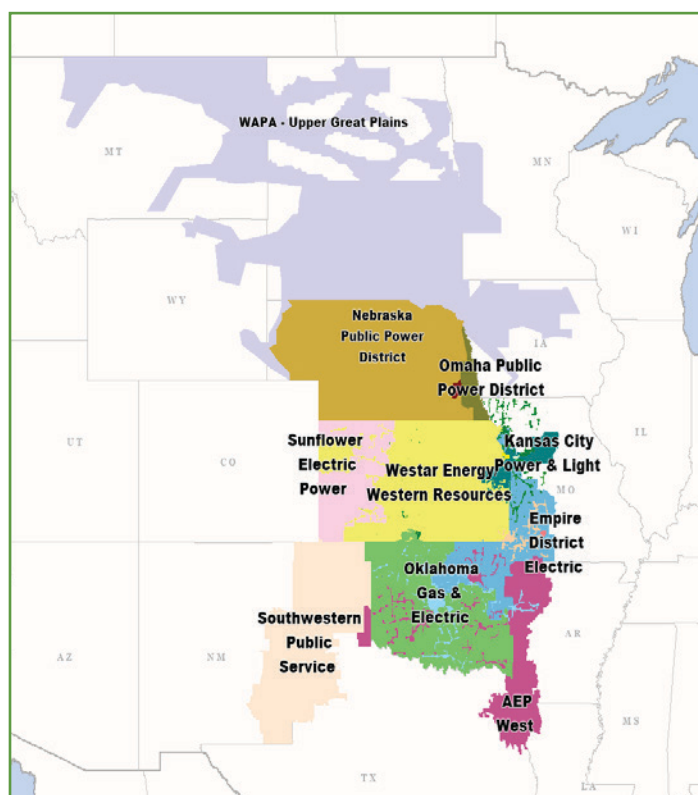 WAPA - Upper Great Plains
MT
MN
WI
WY
Nebraska
Public Power
District
IA
Omaha Public
Power District
UT
CO
Sunflower
Electric
Power
Westar Energy
Western Resources
Kansas City
Power & Light
IL
MO
Empire
District
Electric
Oklahoma
Gas &
Electric
Southwestern
Public
Service
AZ
NM
AR
AEP
West
MS
TX
LA